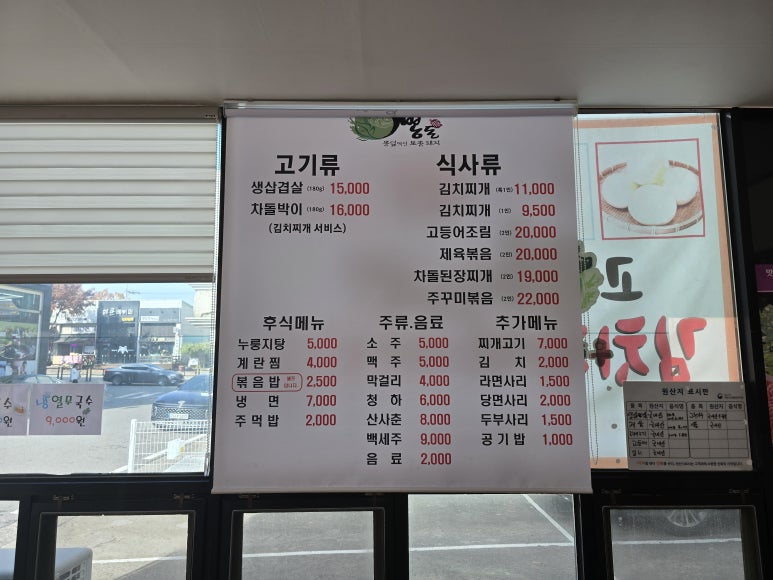 고기류
생삼겹살 (180g) 15,000
차돌박이 (180g) 16,000
(김치찌개 서비스)
식사류
김치찌개 (특1인) 11,000
김치찌개 (1인) 9,500
고등어조림 (2인) 20,000
제육볶음 (2인) 20,000
차돌된장찌개 (2인) 19,000
주꾸미볶음 (2인) 22,000
후식메뉴
누룽지탕 5,000
계란찜 4,000
볶음밥 2,500
냉면 7,000
주먹밥 2,000
주류.음료
소주 5,000
맥주 5,000
막걸리 4,000
청하 6,000
산사춘 8,000
백세주 9,000
음료 2,000
추가메뉴
찌개고기 7,000
김치 2,000
라면사리 1,500
당면사리 2,000
두부사리 1,500
공기밥 1,000
냉열무국수
9,000원
원산지 표시판